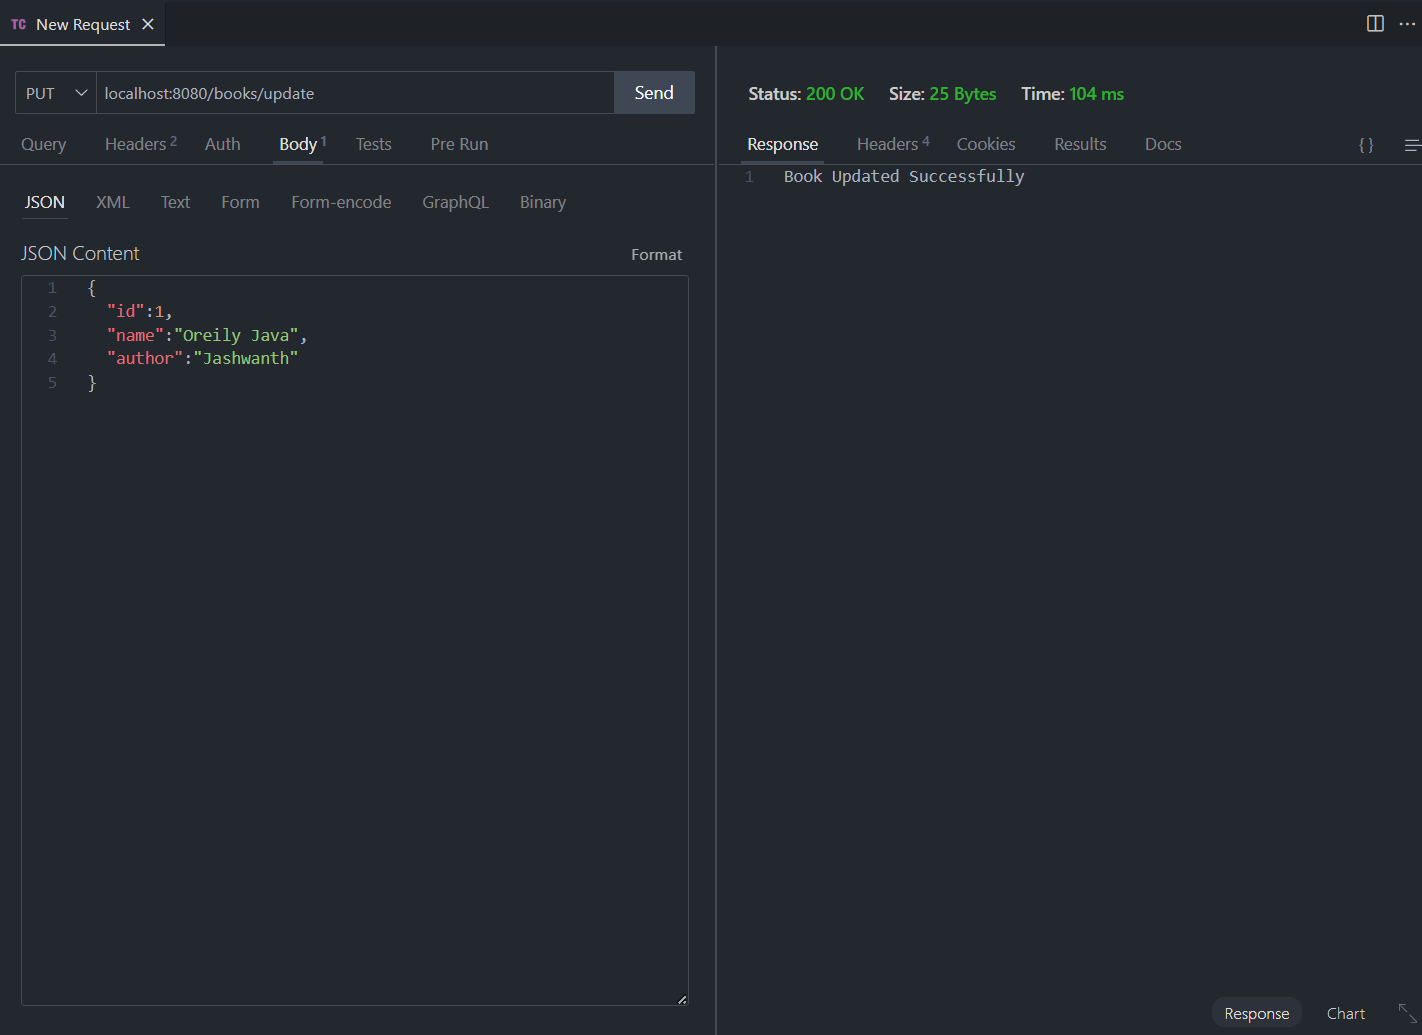 TC New Request
PUT localhost:8080/books/update Send
Query Headers 2 Auth Body 1 Tests Pre Run
JSON XML Text Form Form-encode GraphQL Binary
JSON Content Format
1 {
2 "id":1,
3 "name":"Oreily Java",
4 "author":"Jashwanth"
5 }
Status: 200 OK Size: 25 Bytes Time: 104 ms
Response Headers 4 Cookies Results Docs { }
1 Book Updated Successfully
Response Chart